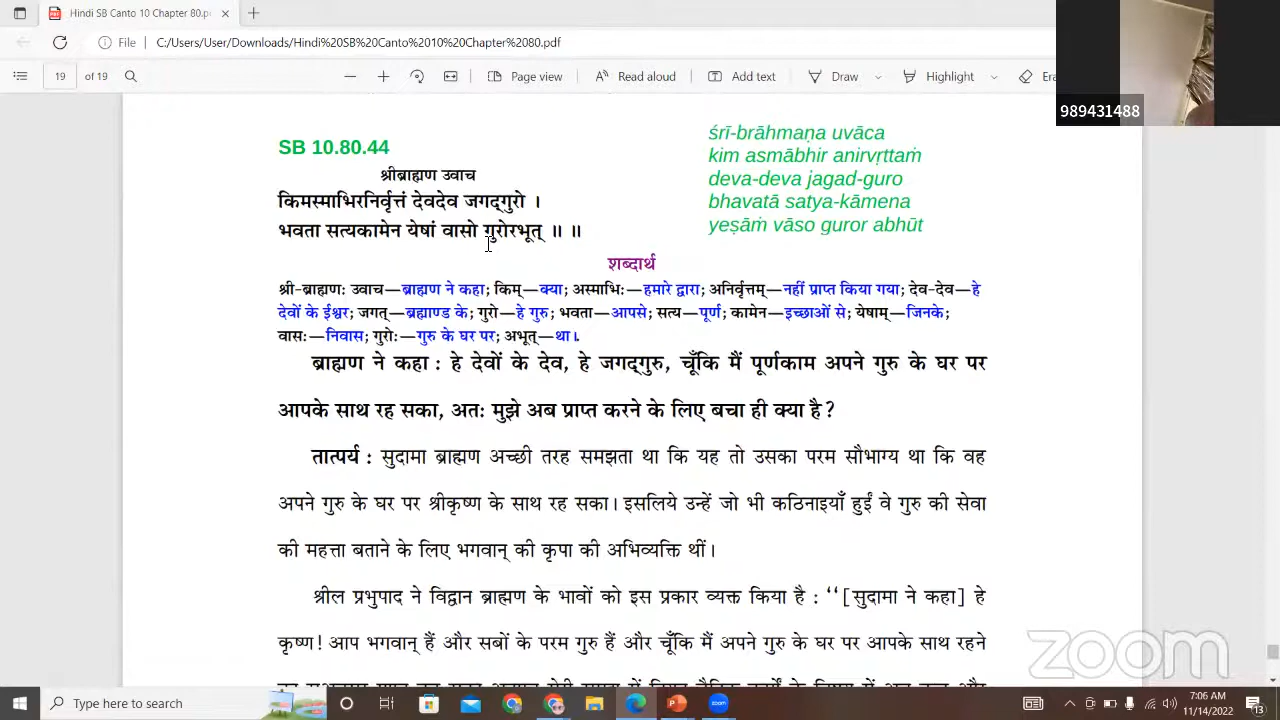 Hindi SB Canto 10 Chapter 80.p
File
C:/Users/User/Downloads/Hindi%20SB%20Canto%2010%20Chapter%2080.pdf
19 of 19
Page view
Read aloud
Add text
Draw
Highlight
Era
989431488
SB 10.80.44
श्रीब्राह्मण उवाच
किमस्माभिरनिर्वृत्तं देवदेव जगद्गुरो ।
भवता सत्यकामेन येषां वासो गुरोरभूत् ॥ ॥
śrī-brāhmaṇa uvāca
kim asmābhir anirvṛttaṁ
deva-deva jagad-guro
bhavatā satya-kāmena
yeṣāṁ vāso guror abhūt
शब्दार्थ
श्री-ब्राह्मणः उवाच—ब्राह्मण ने कहा; किम्—क्या; अस्माभिः—हमारे द्वारा; अनिर्वृत्तम्—नहीं प्राप्त किया गया; देव-देव—हे
देवों के ईश्वर; जगत्—ब्रह्माण्ड के; गुरो—हे गुरु; भवता—आपसे; सत्य—पूर्ण; कामेन—इच्छाओं से; येषाम्—जिनके;
वासः—निवास; गुरोः—गुरु के घर पर; अभूत्—था।.
ब्राह्मण ने कहा : हे देवों के देव, हे जगद्गुरु, चूँकि मैं पूर्णकाम अपने गुरु के घर पर
आपके साथ रह सका, अतः मुझे अब प्राप्त करने के लिए बचा ही क्या है?
तात्पर्य : सुदामा ब्राह्मण अच्छी तरह समझता था कि यह तो उसका परम सौभाग्य था कि वह
अपने गुरु के घर पर श्रीकृष्ण के साथ रह सका। इसलिये उन्हें जो भी कठिनाइयाँ हुईं वे गुरु की सेवा
की महत्ता बताने के लिए भगवान् की कृपा की अभिव्यक्ति थीं।
श्रील प्रभुपाद ने विद्वान ब्राह्मण के भावों को इस प्रकार व्यक्त किया है : ‘‘[सुदामा ने कहा] हे
कृष्ण! आप भगवान् हैं और सबों के परम गुरु हैं और चूँकि मैं अपने गुरु के घर पर आपके साथ रहने
zoom
Type here to search
zoom
7:06 AM
11/14/2022
13